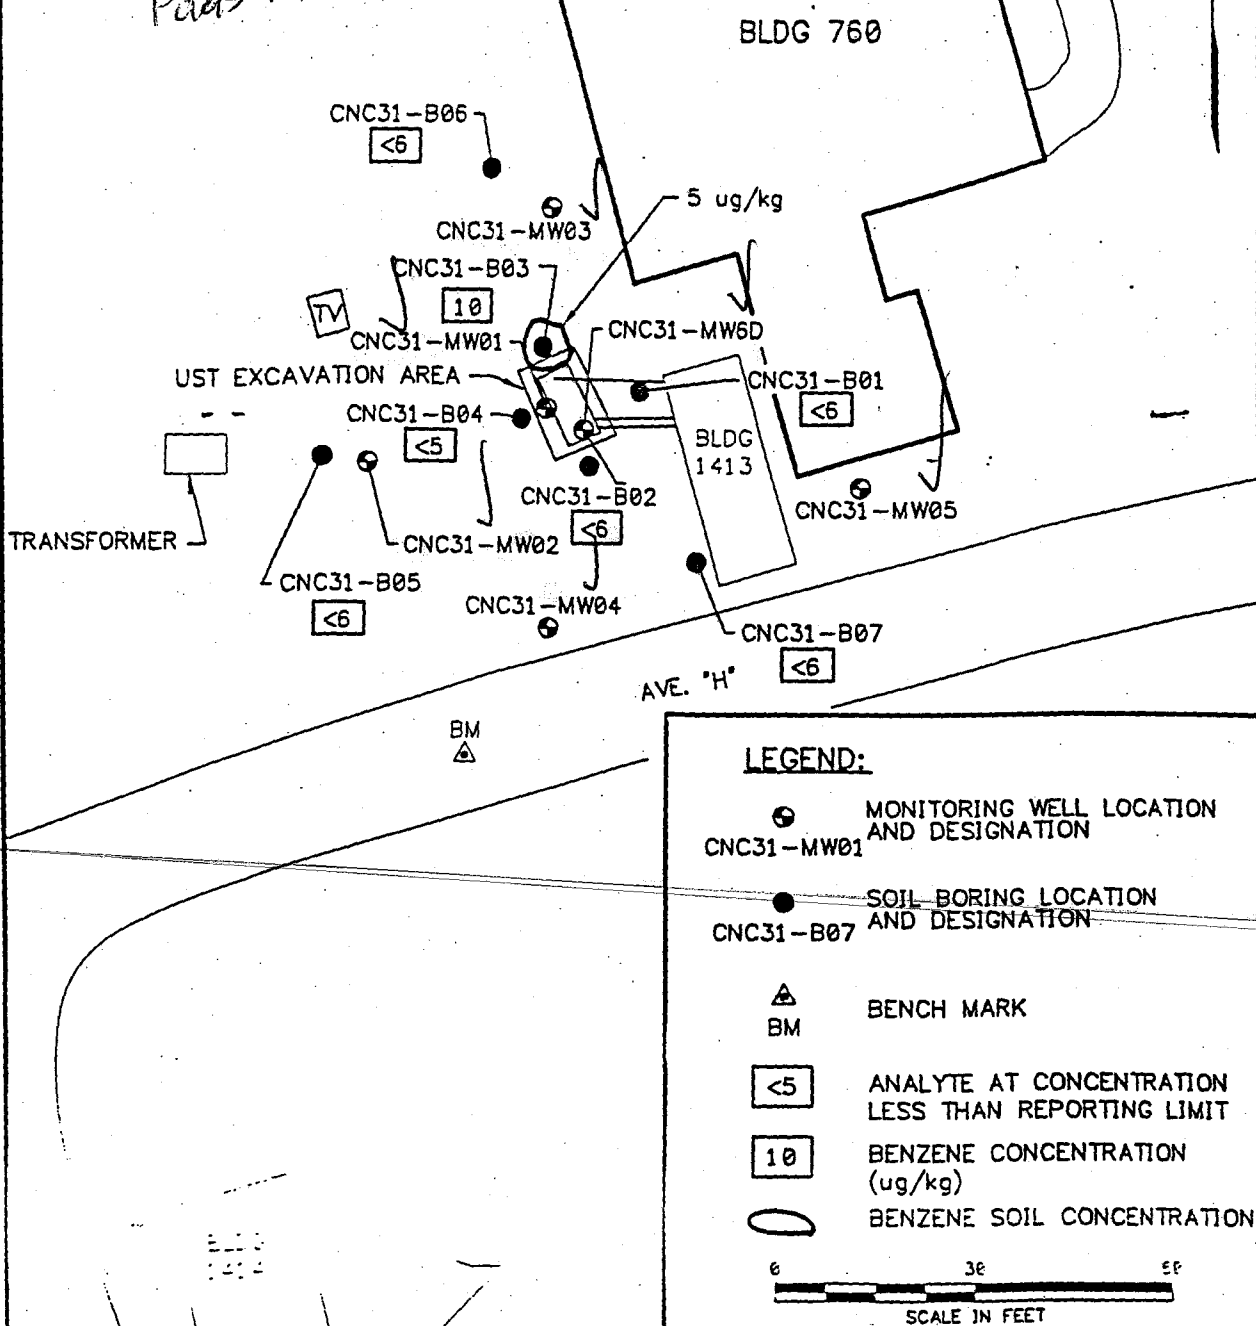 Pads
BLDG 760
CNC31-B06
<6
5 ug/kg
CNC31-MW03
CNC31-B03
10
TV
CNC31-MW01
CNC31-MW6D
UST EXCAVATION AREA
CNC31-B01
<6
CNC31-B04
<5
BLDG
1413
CNC31-B02
<6
CNC31-MW05
TRANSFORMER
CNC31-MW02
CNC31-B05
<6
CNC31-MW04
CNC31-B07
<6
AVE. "H"
BM
LEGEND:
MONITORING WELL LOCATION
AND DESIGNATION
CNC31-MW01
SOIL BORING LOCATION
AND DESIGNATION
CNC31-B07
BENCH MARK
BM
<5
ANALYTE AT CONCENTRATION
LESS THAN REPORTING LIMIT
10
BENZENE CONCENTRATION
(ug/kg)
BENZENE SOIL CONCENTRATION
0 30
SCALE IN FEET